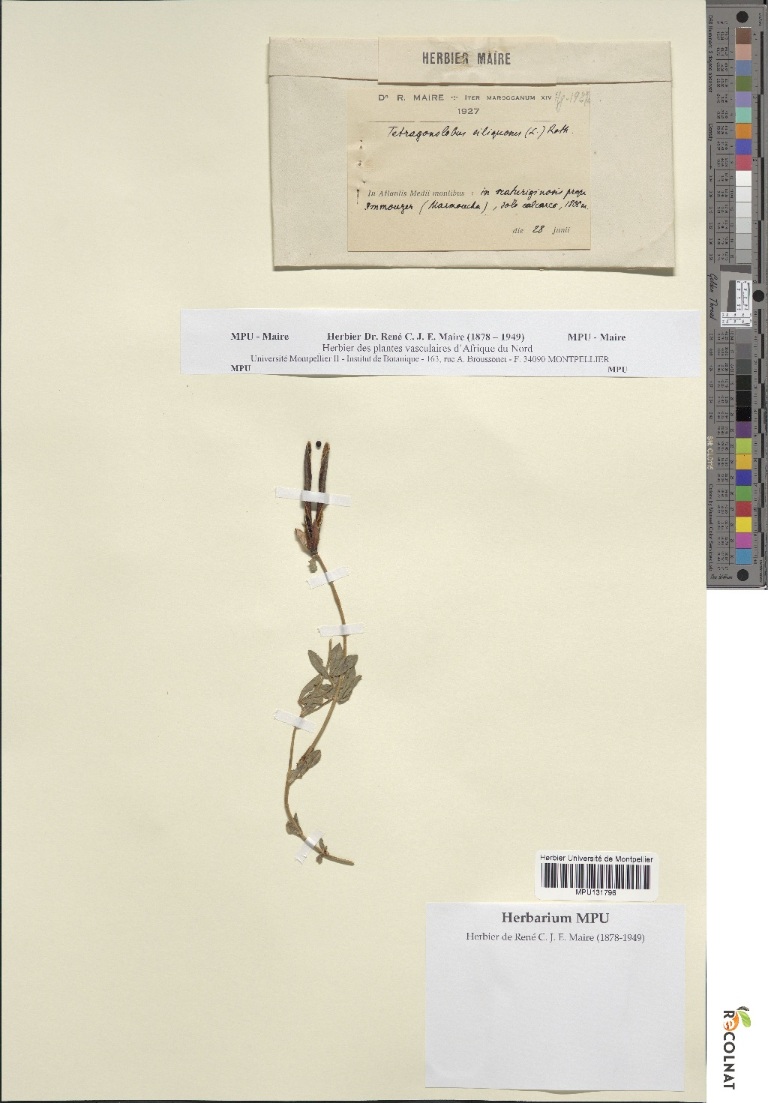 HERBIER MAIRE
Dr R. MAIRE — ITER MAROCCANUM XIV
1927
Tetragonolobus siliquosus (L.) Roth.
In Atlantis Medii montibus : in
Immouzer (Marmoucha), solo calcareo, 1800 m.
die 28 junii
MPU - Maire Herbier Dr. René C. J. E. Maire (1878 – 1949) MPU - Maire
Herbier des plantes vasculaires d'Afrique du Nord
Université Montpellier II - Institut de Botanique - 163, rue A. Broussonet - F. 34090 MONTPELLIER
MPU MPU
Herbier Université de Montpellier
MPU131796
Herbarium MPU
Herbier de René C. J. E. Maire (1878-1949)
RECOLNAT